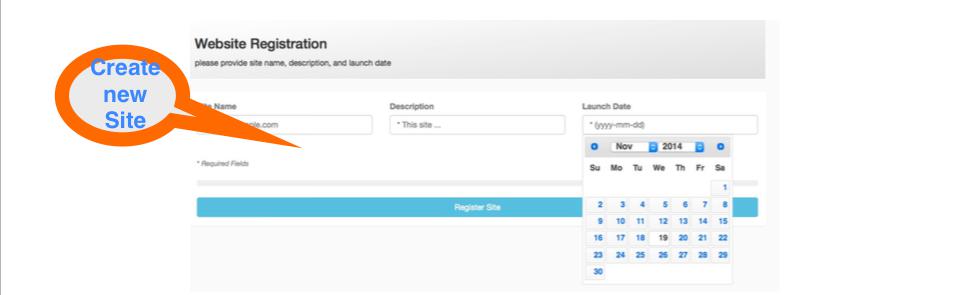 Website Registration
please provide site name, description, and launch date
Create
new
Site
Name
Description
Launch Date
.com
* This site ...
* (yyyy-mm-dd)
Nov 2014
Su Mo Tu We Th Fr Sa
* Required Fields
1
Register Site
2 3 4 5 6 7 8
9 10 11 12 13 14 15
16 17 18 19 20 21 22
23 24 25 26 27 28 29
30